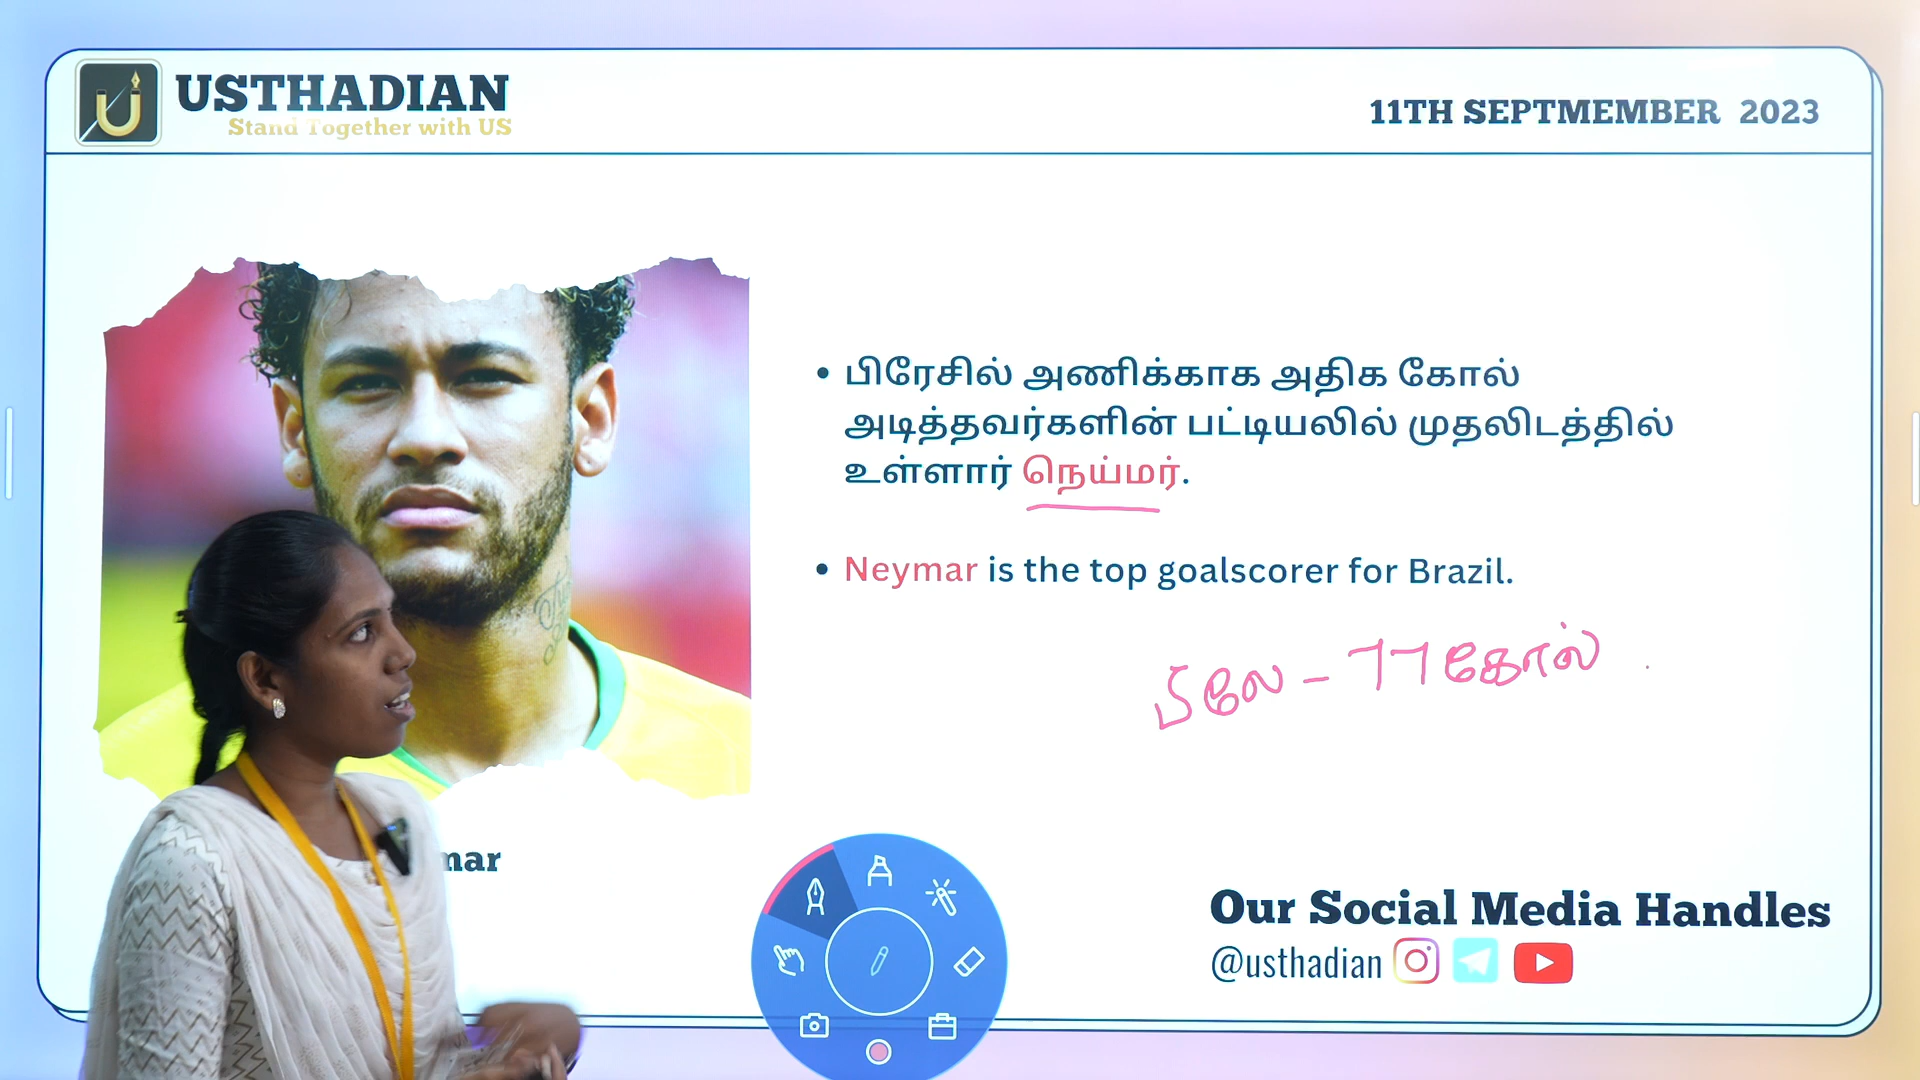 USTHADIAN
Stand Together with US
11TH SEPTMEMBER 2023
• பிரேசில் அணிக்காக அதிக கோல்
அடித்தவர்களின் பட்டியலில் முதலிடத்தில்
உள்ளார் நெய்மர்.
• Neymar is the top goalscorer for Brazil.
பீலே - 77 கோல்
mar
Our Social Media Handles
@usthadian